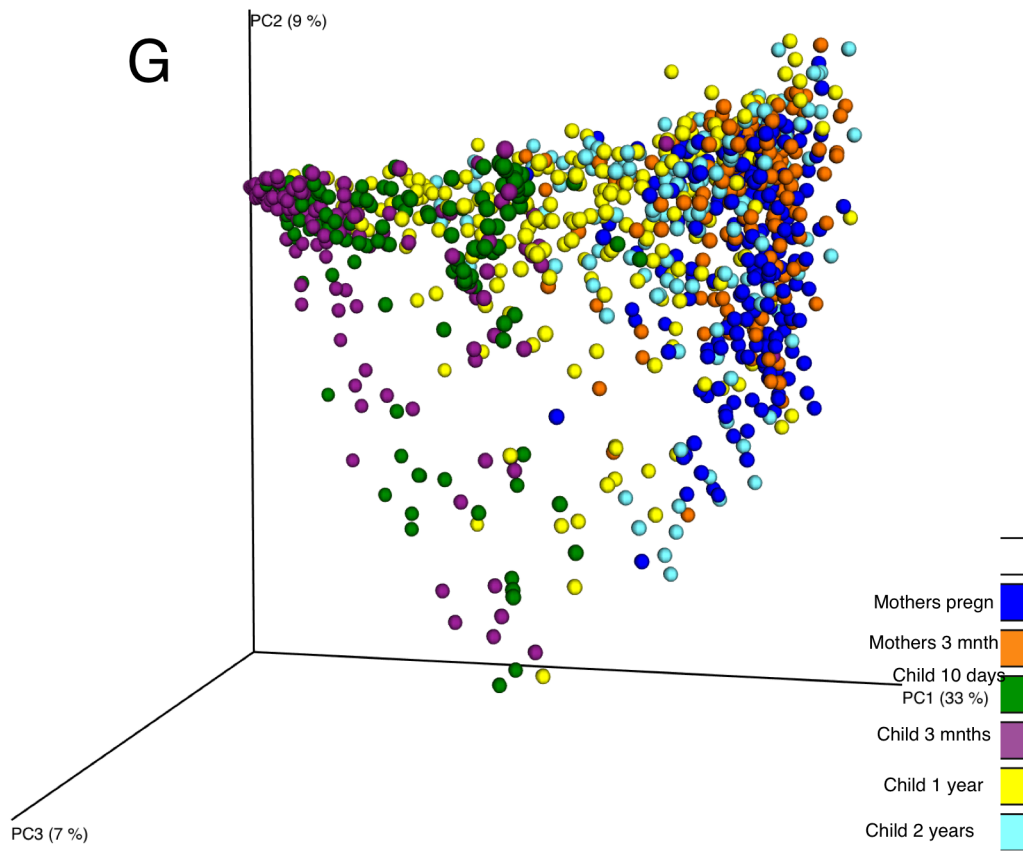 PC2 (9 %)
G
Mothers pregn
Mothers 3 mnth
Child 10 days
PC1 (33 %)
Child 3 mnths
Child 1 year
Child 2 years
PC3 (7 %)